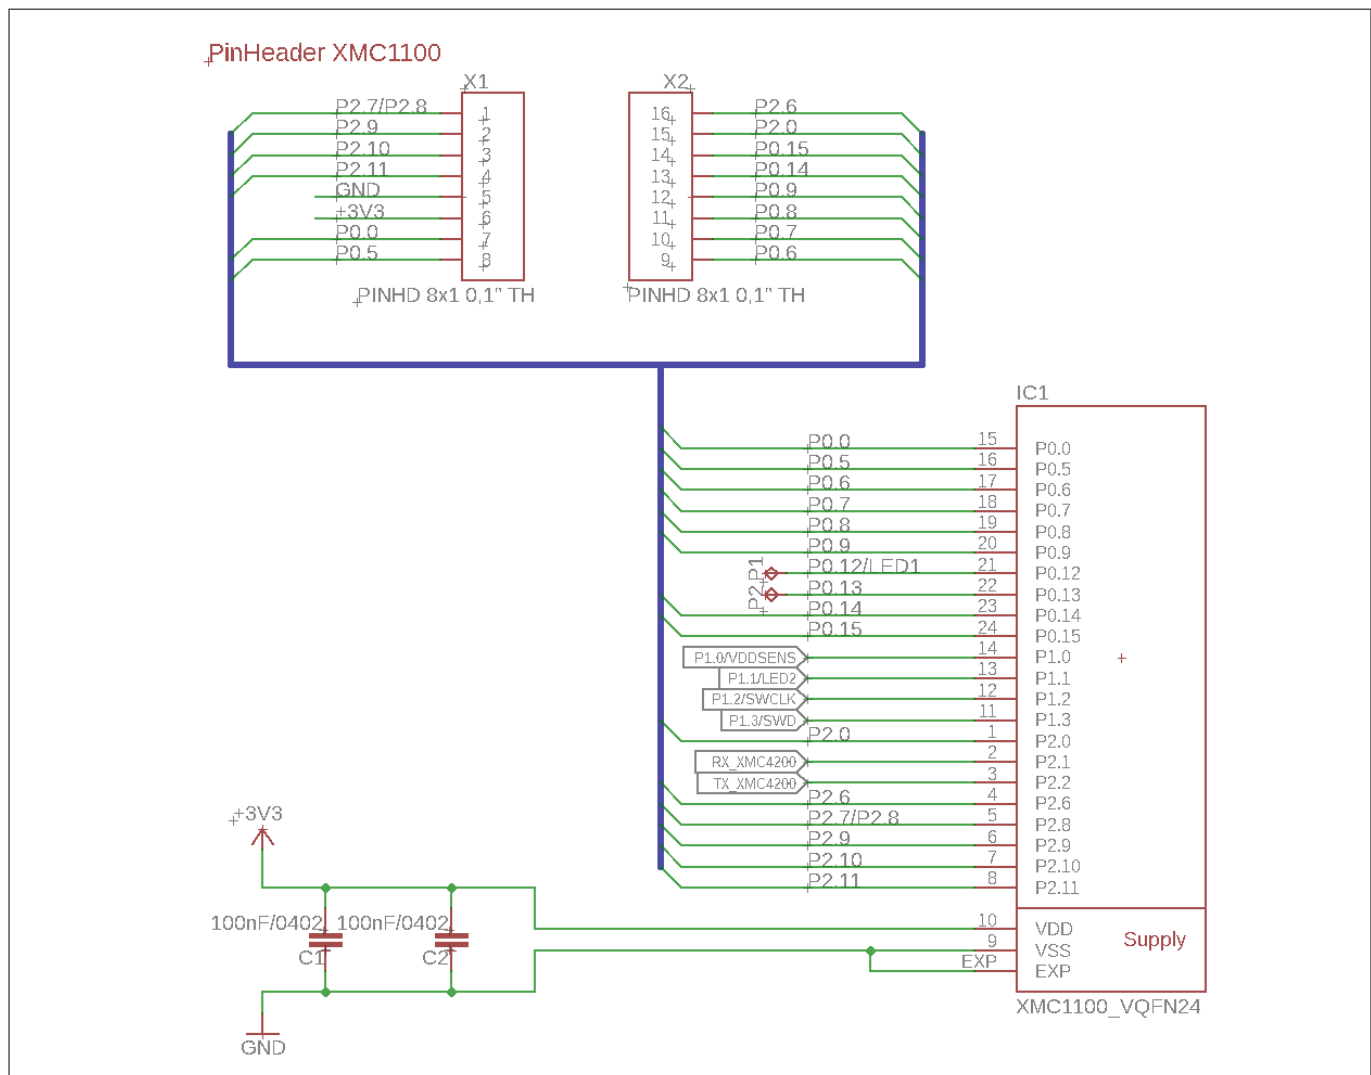 PinHeader XMC1100
X1
P2.7/P2.8 1
P2.9 2
P2.10 3
P2.11 4
GND 5
+3V3 6
P0.0 7
P0.5 8
PINHD 8x1 0,1" TH
X2
16 P2.6
15 P2.0
14 P0.15
13 P0.14
12 P0.9
11 P0.8
10 P0.7
9 P0.6
PINHD 8x1 0,1" TH
IC1
P0.0 15 P0.0
P0.5 16 P0.5
P0.6 17 P0.6
P0.7 18 P0.7
P0.8 19 P0.8
P0.9 20 P0.9
P1 P0.12/LED1 21 P0.12
P2 P0.13 22 P0.13
P0.14 23 P0.14
P0.15 24 P0.15
P1.0/VDDSENS 14 P1.0
P1.1/LED2 13 P1.1
P1.2/SWCLK 12 P1.2
P1.3/SWD 11 P1.3
P2.0 1 P2.0
RX_XMC4200 2 P2.1
TX_XMC4200 3 P2.2
P2.6 4 P2.6
P2.7/P2.8 5 P2.8
P2.9 6 P2.9
P2.10 7 P2.10
P2.11 8 P2.11
10 VDD
9 VSS
EXP EXP
Supply
XMC1100_VQFN24
+3V3
100nF/0402 100nF/0402
C1 C2
GND